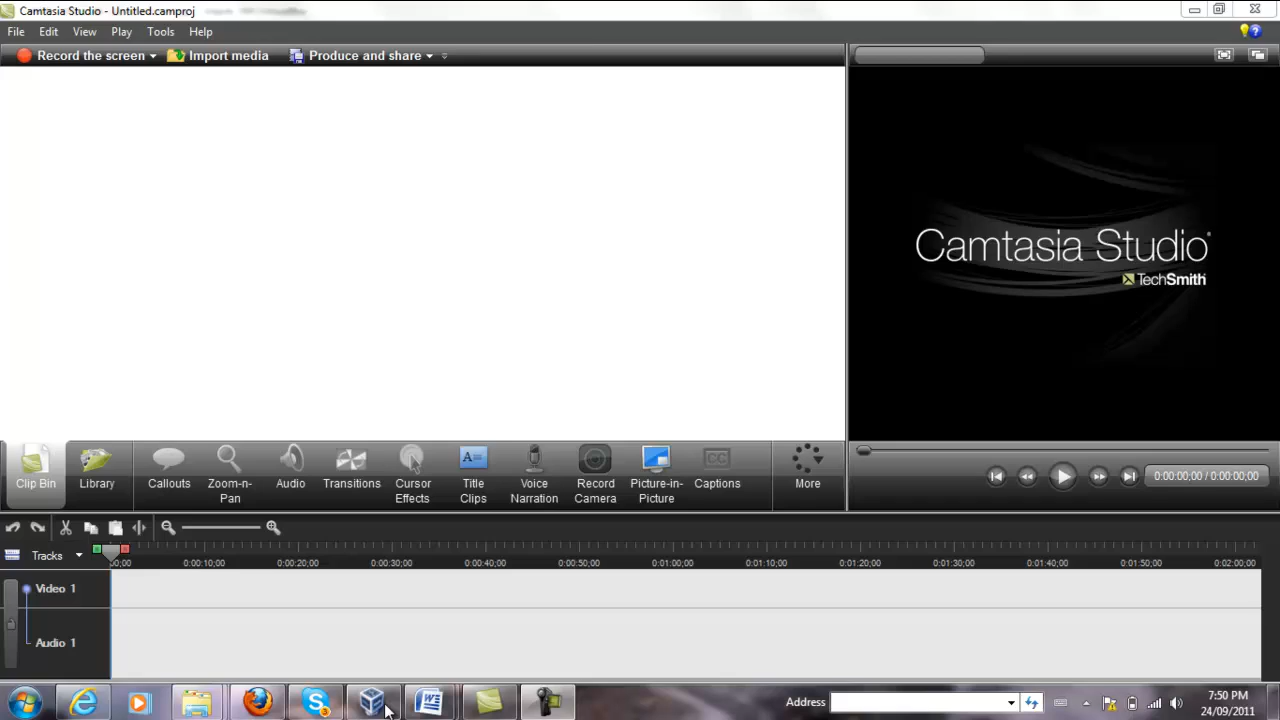 Camtasia Studio - Untitled.camproj
File Edit View Play Tools Help
Record the screen Import media Produce and share
Camtasia Studio®
TechSmith
Clip Bin Library Callouts Zoom-n-Pan Audio Transitions Cursor Effects Title Clips Voice Narration Record Camera Picture-in-Picture CC Captions More
0:00:00;00 / 0:00:00;00
Tracks
0:00:10;00 0:00:20;00 0:00:30;00 0:00:40;00 0:00:50;00 0:01:00;00 0:01:10;00 0:01:20;00 0:01:30;00 0:01:40;00 0:01:50;00 0:02:00;00
Video 1
Audio 1
Address
7:50 PM
24/09/2011